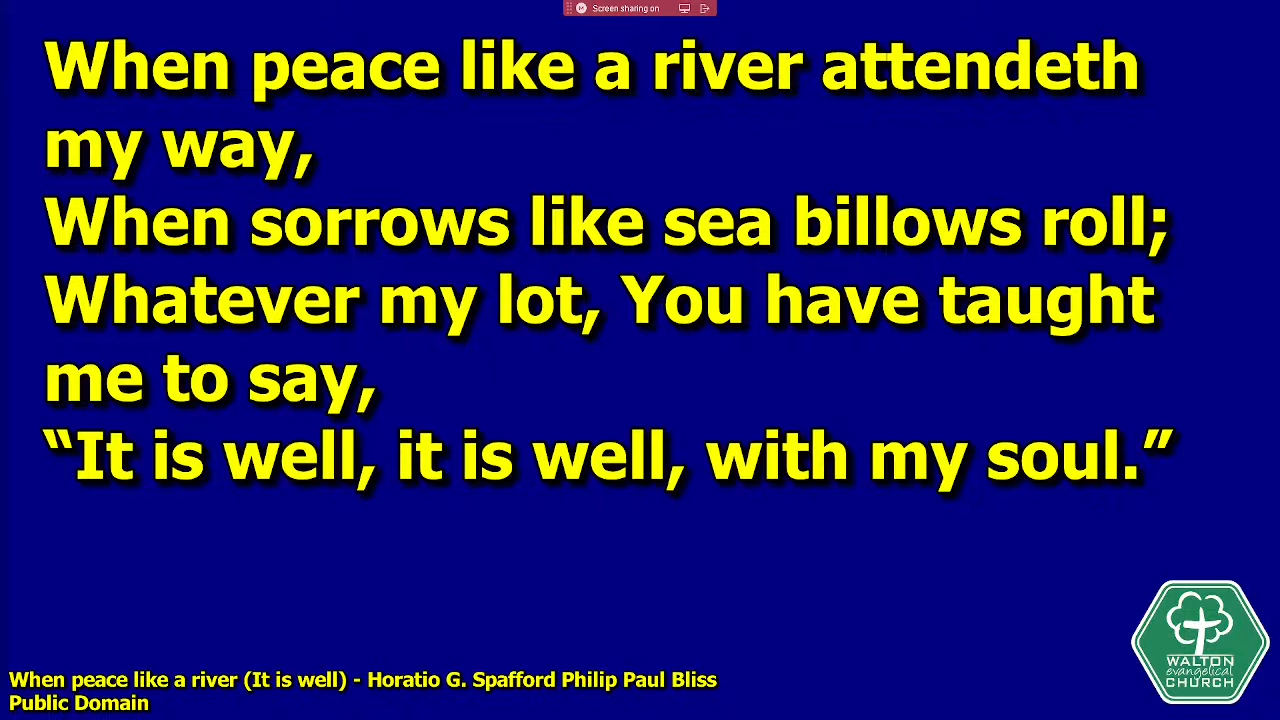 Screen sharing on
When peace like a river attendeth
my way,
When sorrows like sea billows roll;
Whatever my lot, You have taught
me to say,
“It is well, it is well, with my soul.”
WALTON
evangelical
CHURCH
When peace like a river (It is well) - Horatio G. Spafford Philip Paul Bliss
Public Domain